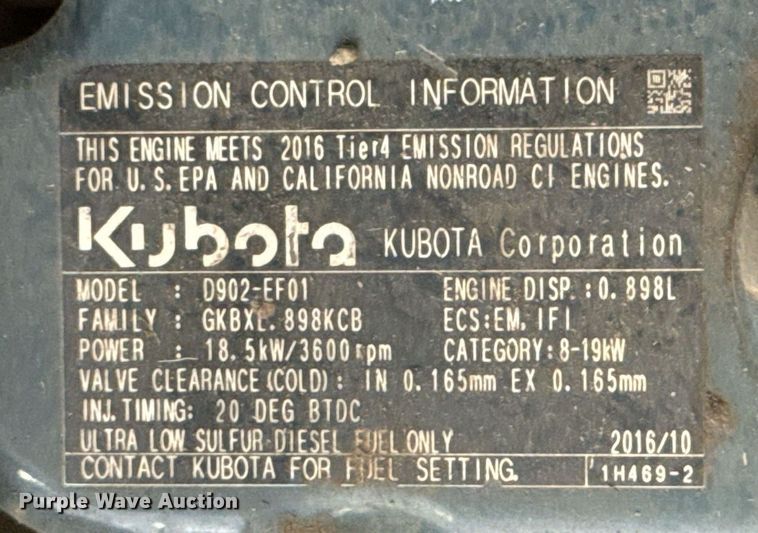 EMISSION CONTROL INFORMATION
THIS ENGINE MEETS 2016 Tier4 EMISSION REGULATIONS
FOR U.S.EPA AND CALIFORNIA NONROAD CI ENGINES.
Kubota KUBOTA Corporation
MODEL : D902-EF01 ENGINE DISP.:0.898L
FAMILY : GKBXL.898KCB ECS:EM.IFI
POWER : 18.5kW/3600rpm CATEGORY:8-19kW
VALVE CLEARANCE(COLD): IN 0.165mm EX 0.165mm
INJ.TIMING: 20 DEG BTDC
ULTRA LOW SULFUR DIESEL FUEL ONLY 2016/10
CONTACT KUBOTA FOR FUEL SETTING. 1H469-2
Purple Wave Auction